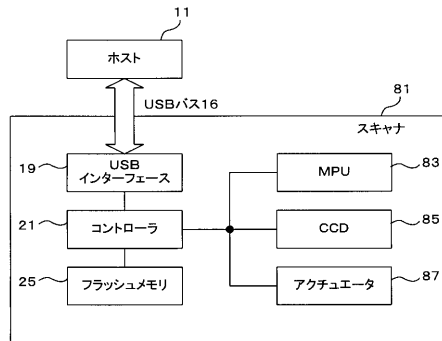 11
ホスト
USBバス16
81
スキャナ
19
USB
インターフェース
MPU
83
21
コントローラ
CCD
85
25
フラッシュメモリ
アクチュエータ
87